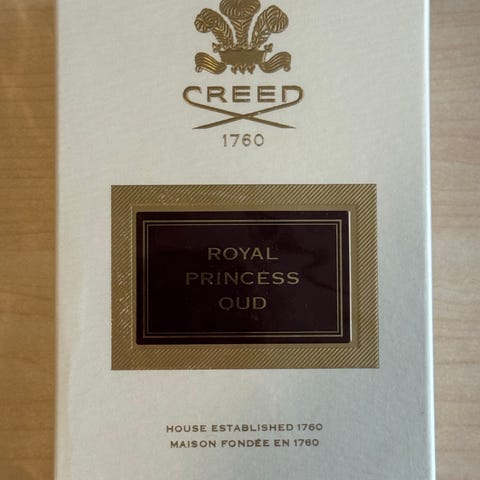 CREED
1760
ROYAL
PRINCESS
OUD
HOUSE ESTABLISHED 1760
MAISON FONDÉE EN 1760